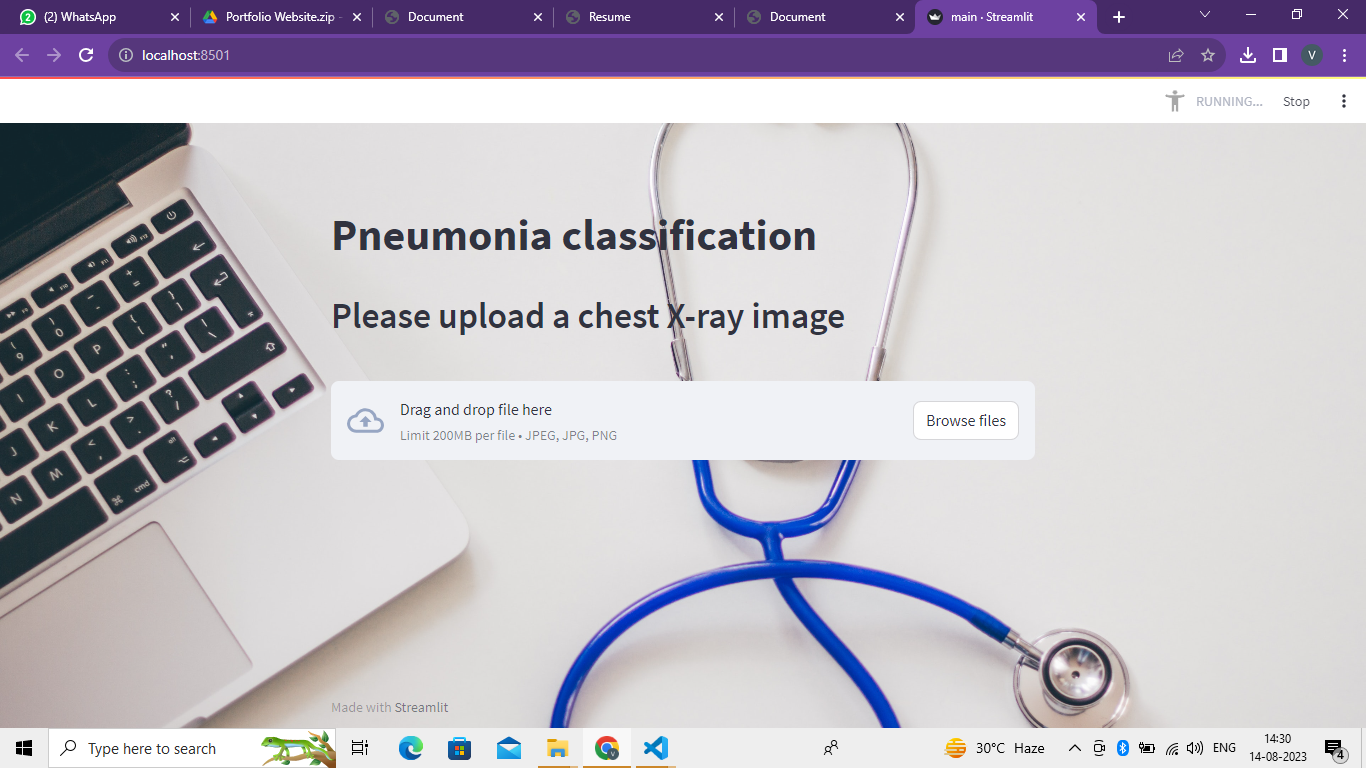 (2) WhatsApp
Portfolio Website.zip -
Document
Resume
Document
main · Streamlit
localhost:8501
V
RUNNING...
Stop
Pneumonia classification
Please upload a chest X-ray image
Drag and drop file here
Limit 200MB per file • JPEG, JPG, PNG
Browse files
Made with Streamlit
Type here to search
30°C Haze
ENG
14:30
14-08-2023
4